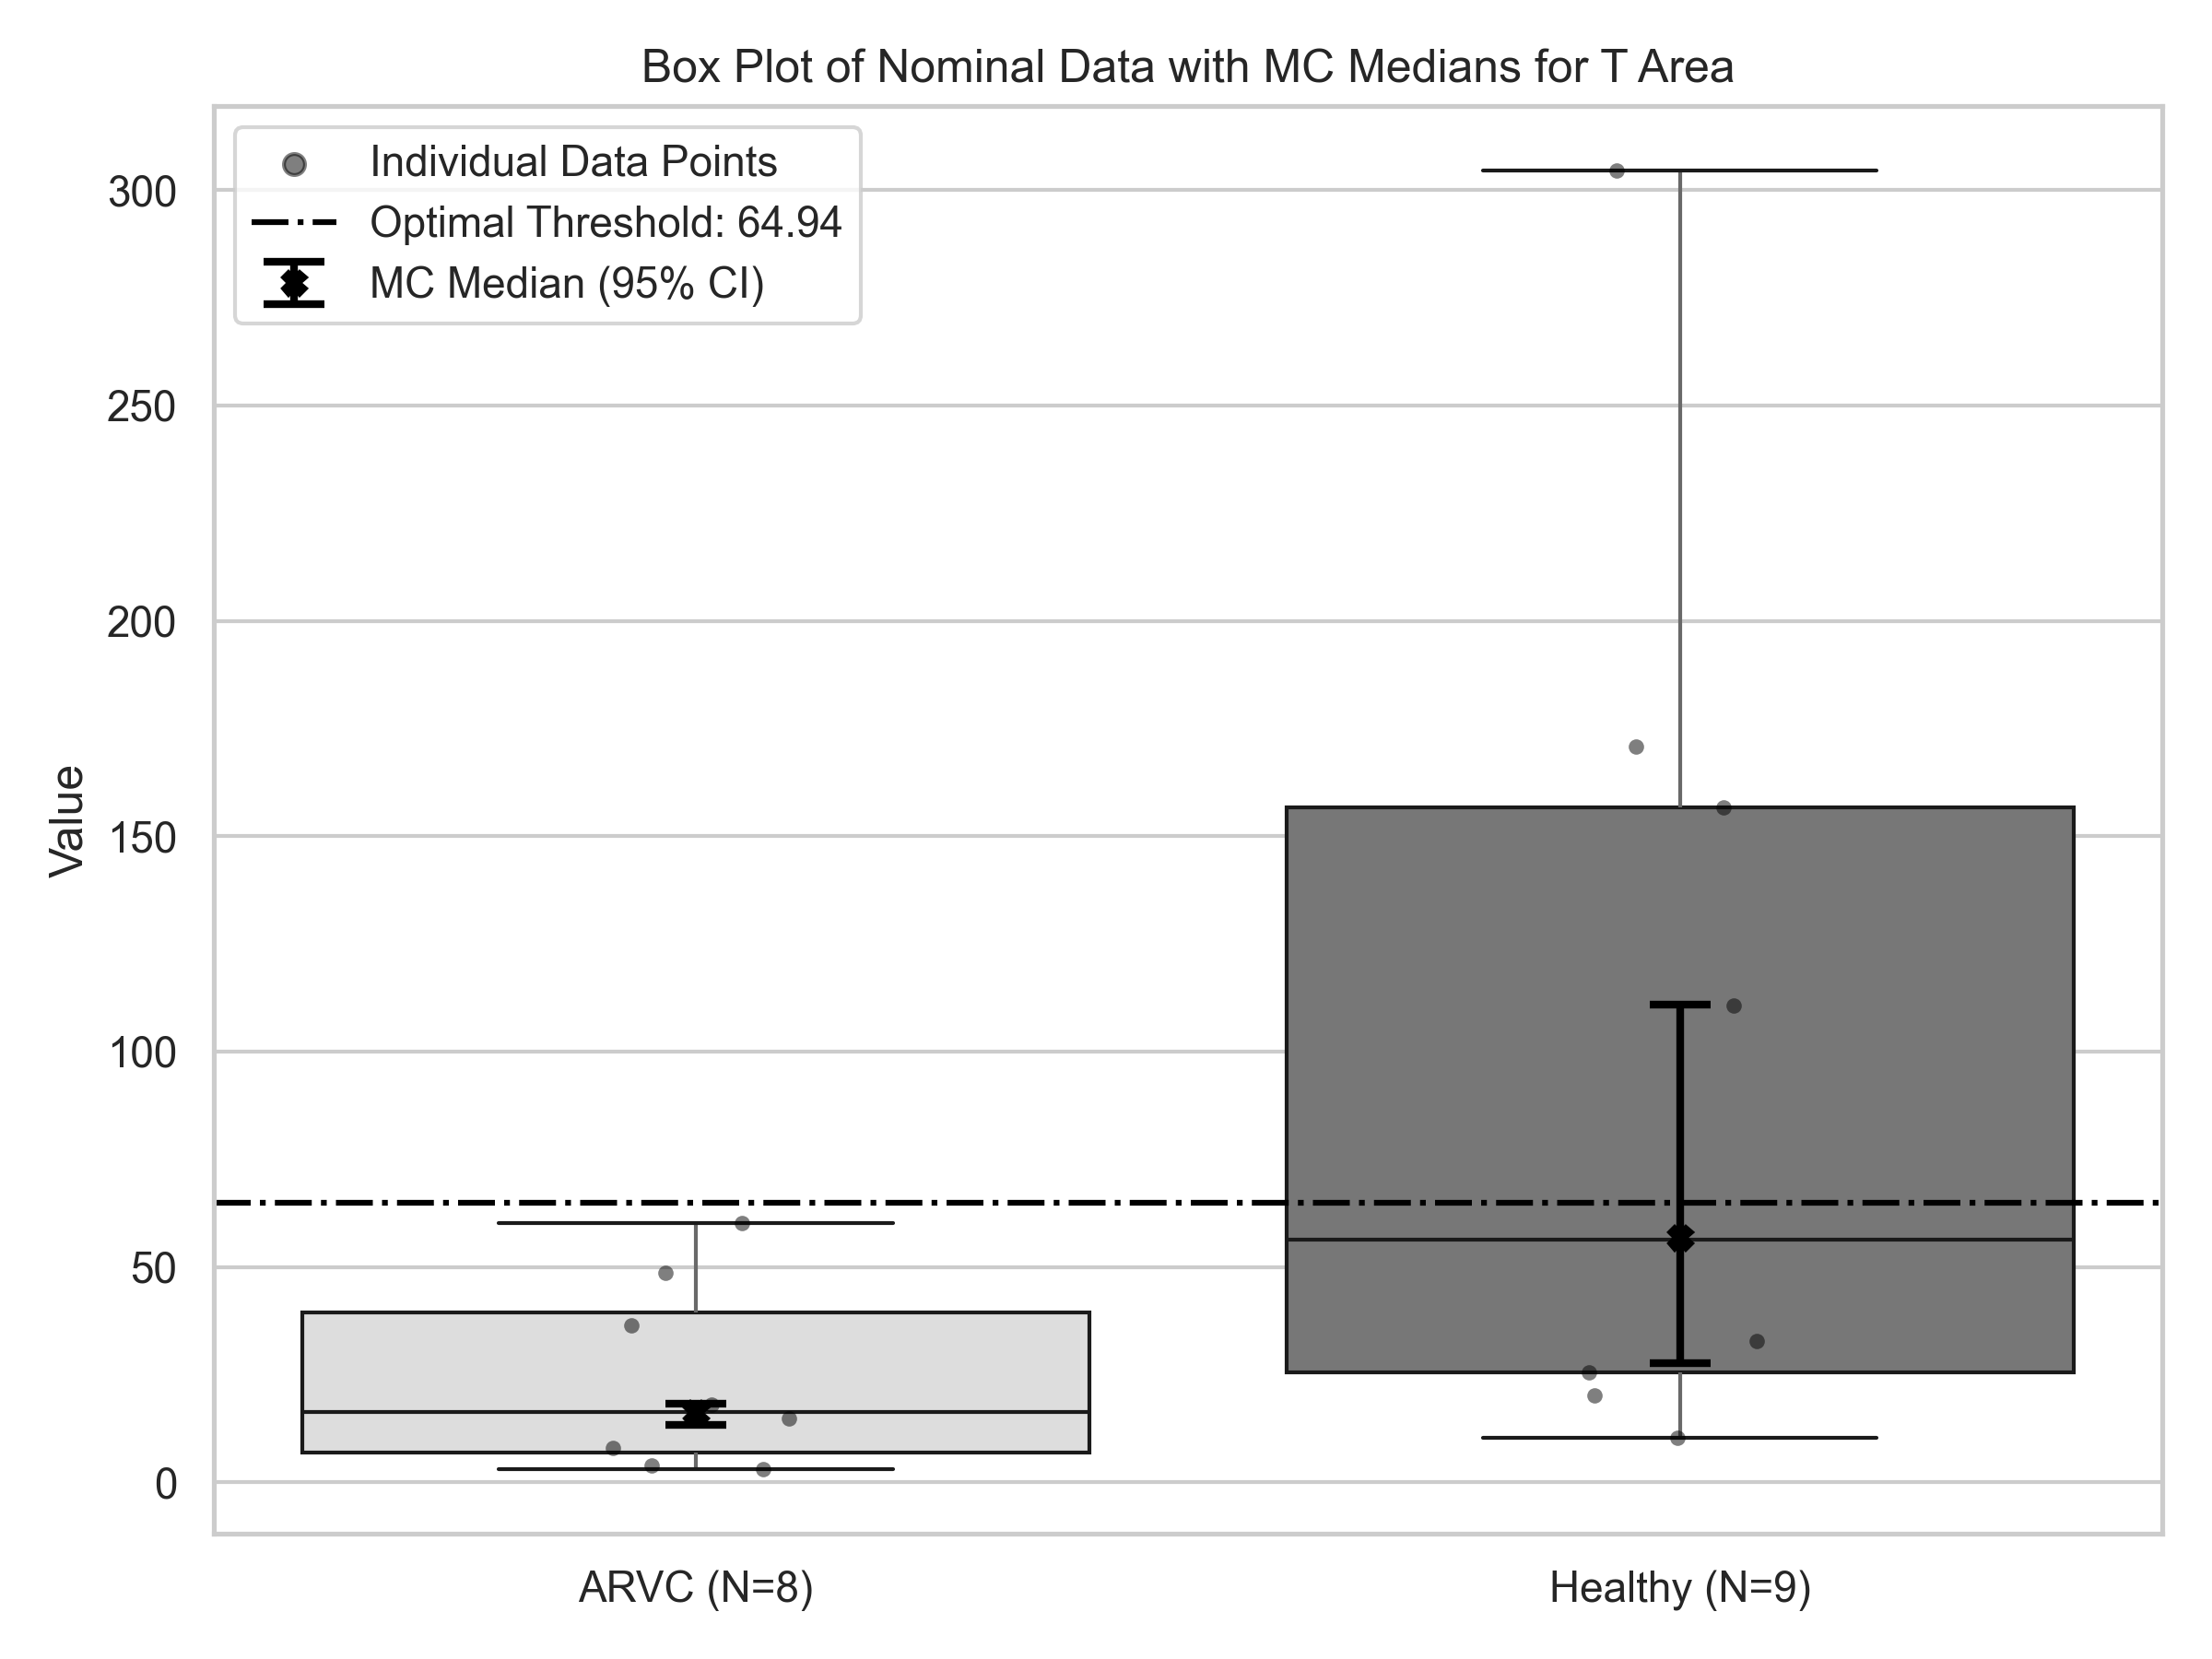 Box Plot of Nominal Data with MC Medians for T Area
Individual Data Points
Optimal Threshold: 64.94
MC Median (95% CI)
300
250
200
150
100
50
0
Value
ARVC (N=8)
Healthy (N=9)